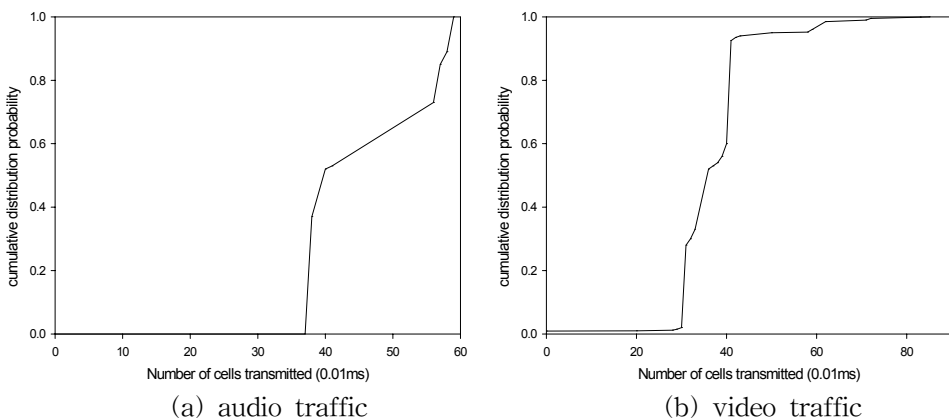 1.0
0.8
0.6
0.4
0.2
0.0
cumulative distribution probability
0 10 20 30 40 50 60
Number of cells transmitted (0.01ms)
(a) audio traffic
1.0
0.8
0.6
0.4
0.2
0.0
cumulative distribution probability
0 20 40 60 80
Number of cells transmitted (0.01ms)
(b) video traffic